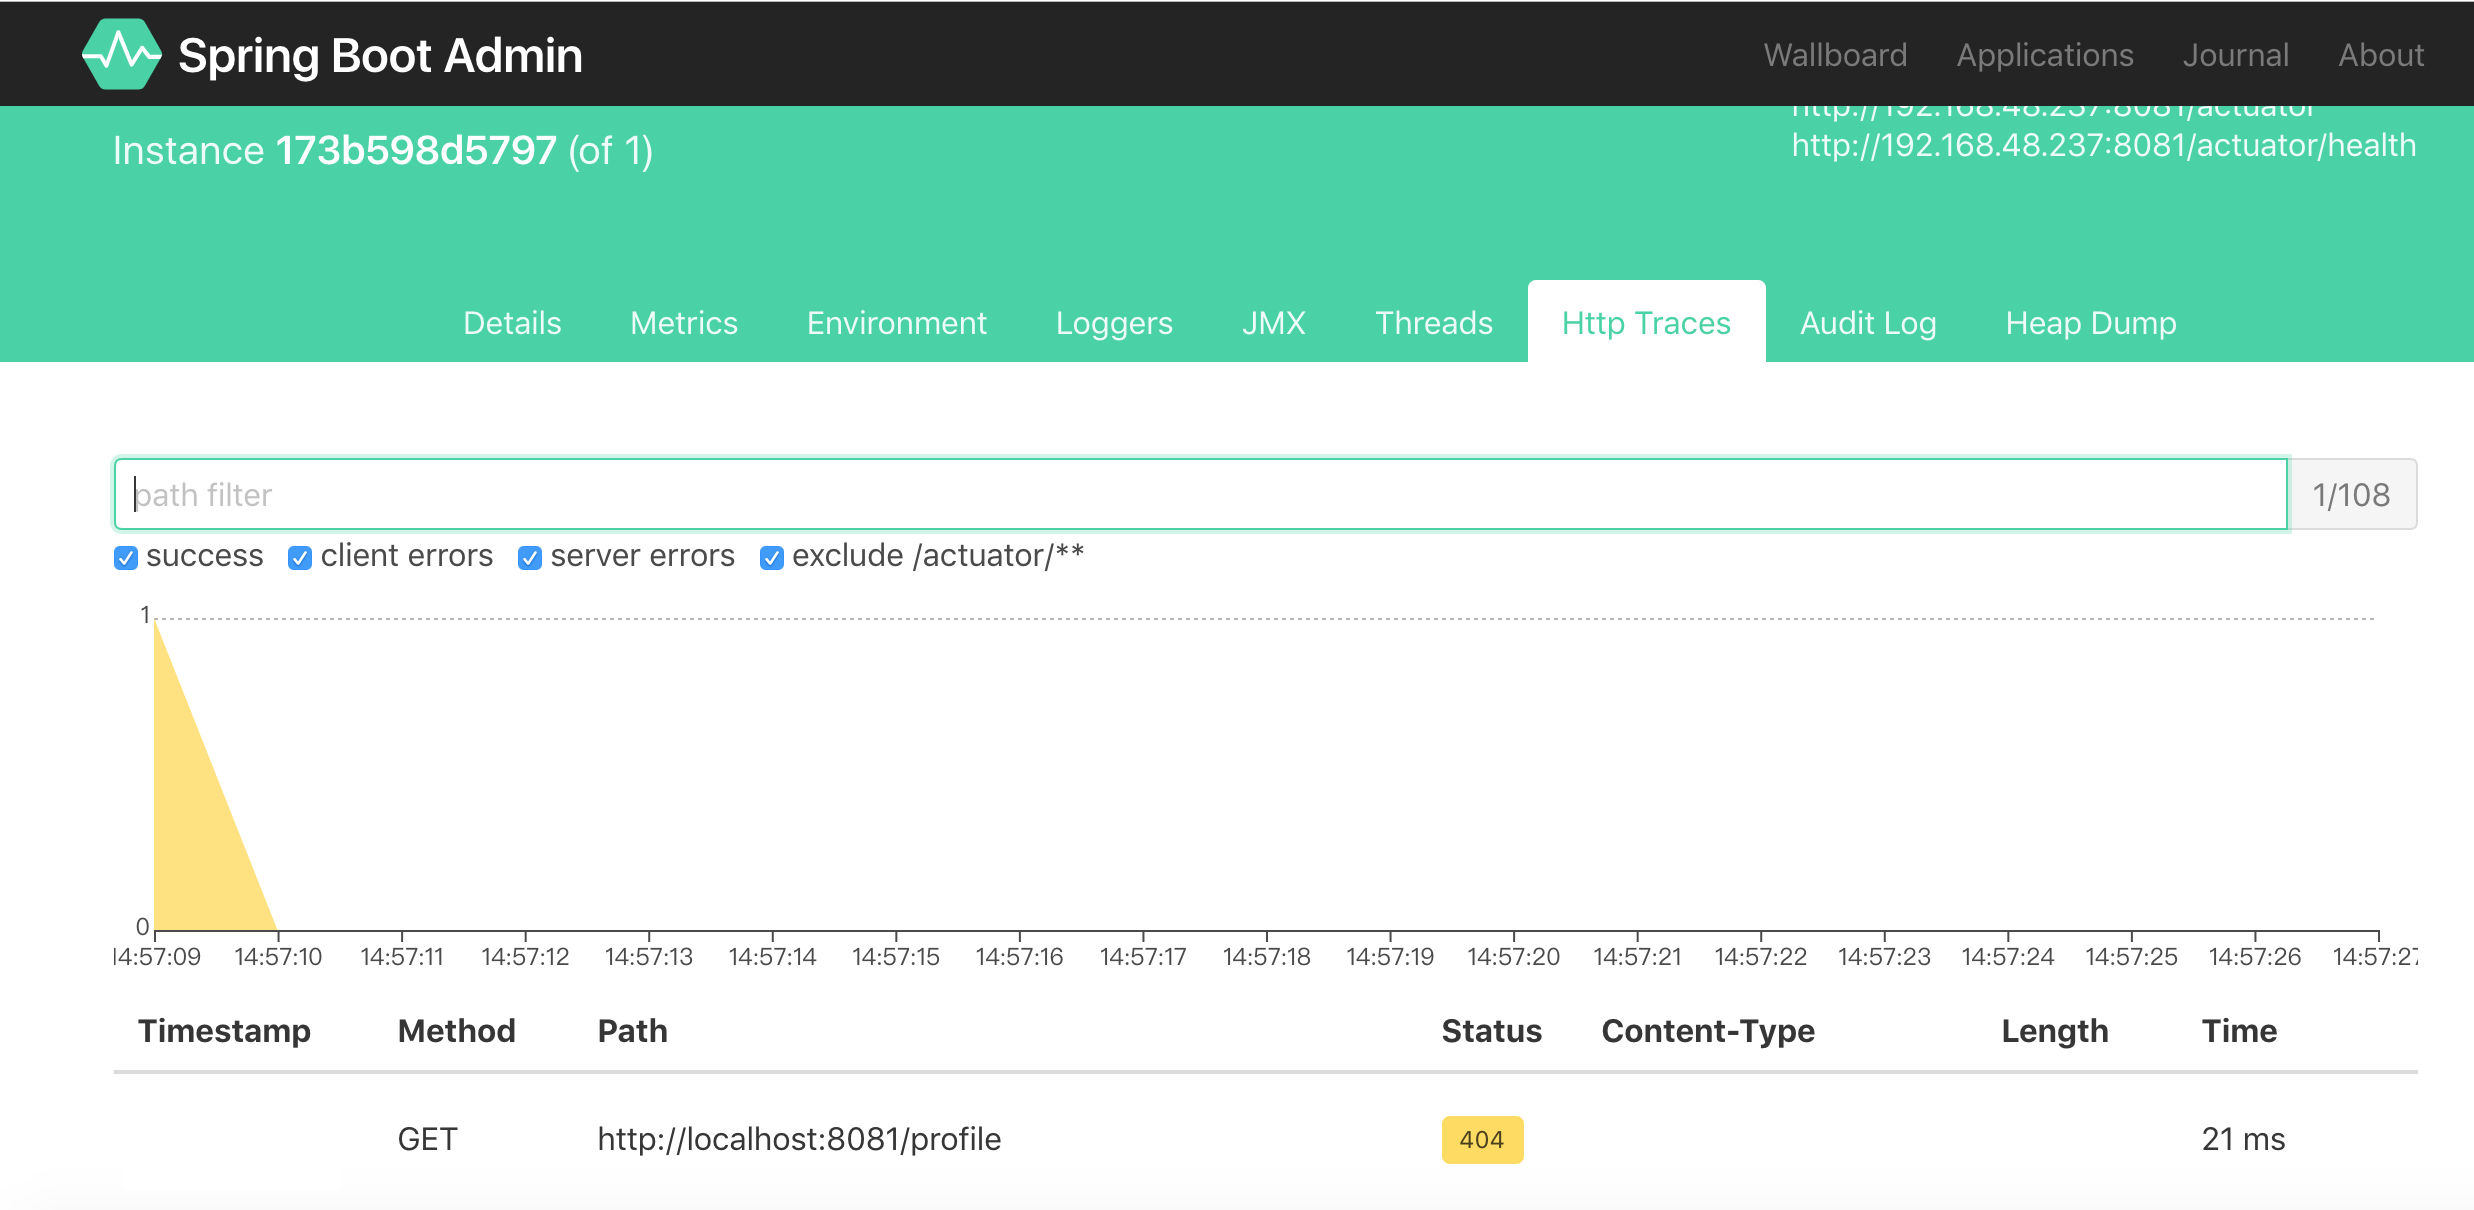 Spring Boot Admin Wallboard Applications Journal About
http://192.168.48.237:8081/actuator
Instance 173b598d5797 (of 1) http://192.168.48.237:8081/actuator/health
Details Metrics Environment Loggers JMX Threads Http Traces Audit Log Heap Dump
path filter 1/108
success client errors server errors exclude /actuator/**
1
0
14:57:09 14:57:10 14:57:11 14:57:12 14:57:13 14:57:14 14:57:15 14:57:16 14:57:17 14:57:18 14:57:19 14:57:20 14:57:21 14:57:22 14:57:23 14:57:24 14:57:25 14:57:26 14:57:27
Timestamp Method Path Status Content-Type Length Time
GET http://localhost:8081/profile 404 21 ms